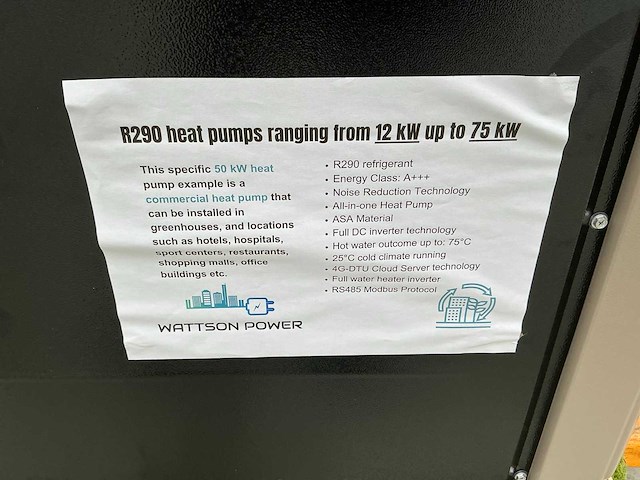 R290 heat pumps ranging from 12 kW up to 75 kW
This specific 50 kW heat
pump example is a
commercial heat pump that
can be installed in
greenhouses, and locations
such as hotels, hospitals,
sport centers, restaurants,
shopping malls, office
buildings etc.
WATTSON POWER
• R290 refrigerant
• Energy Class: A+++
• Noise Reduction Technology
• All-in-one Heat Pump
• ASA Material
• Full DC inverter technology
• Hot water outcome up to: 75°C
• 25°C cold climate running
• 4G-DTU Cloud Server technology
• Full water heater inverter
• RS485 Modbus Protocol